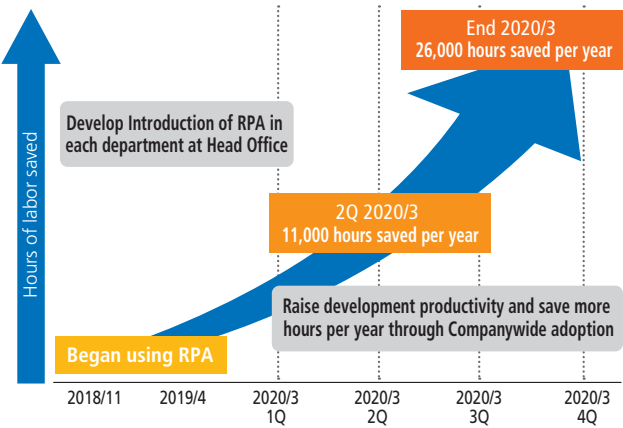 End 2020/3
26,000 hours saved per year
Develop Introduction of RPA in
each department at Head Office
Hours of labor saved
2Q 2020/3
11,000 hours saved per year
Raise development productivity and save more
hours per year through Companywide adoption
Began using RPA
2018/11
2019/4
2020/3
1Q
2020/3
2Q
2020/3
3Q
2020/3
4Q